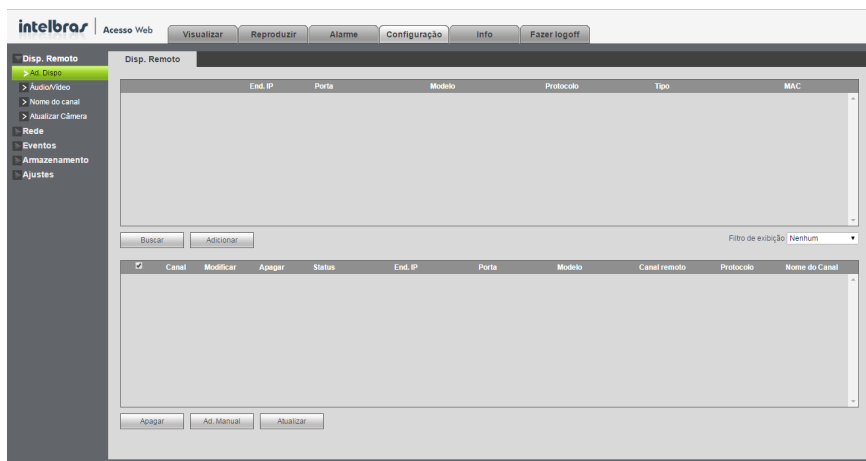 intelbras Acesso Web
Visualizar Reproduzir Alarme Configuração Info Fazer logoff
Disp. Remoto
Ad. Dispo
Áudio/Vídeo
Nome do canal
Atualizar Câmera
Rede
Eventos
Armazenamento
Ajustes
Disp. Remoto
End. IP Porta Modelo Protocolo Tipo MAC
Buscar Adicionar Filtro de exibição Nenhum
Canal Modificar Apagar Status End. IP Porta Modelo Canal remoto Protocolo Nome do Canal
Apagar Ad. Manual Atualizar